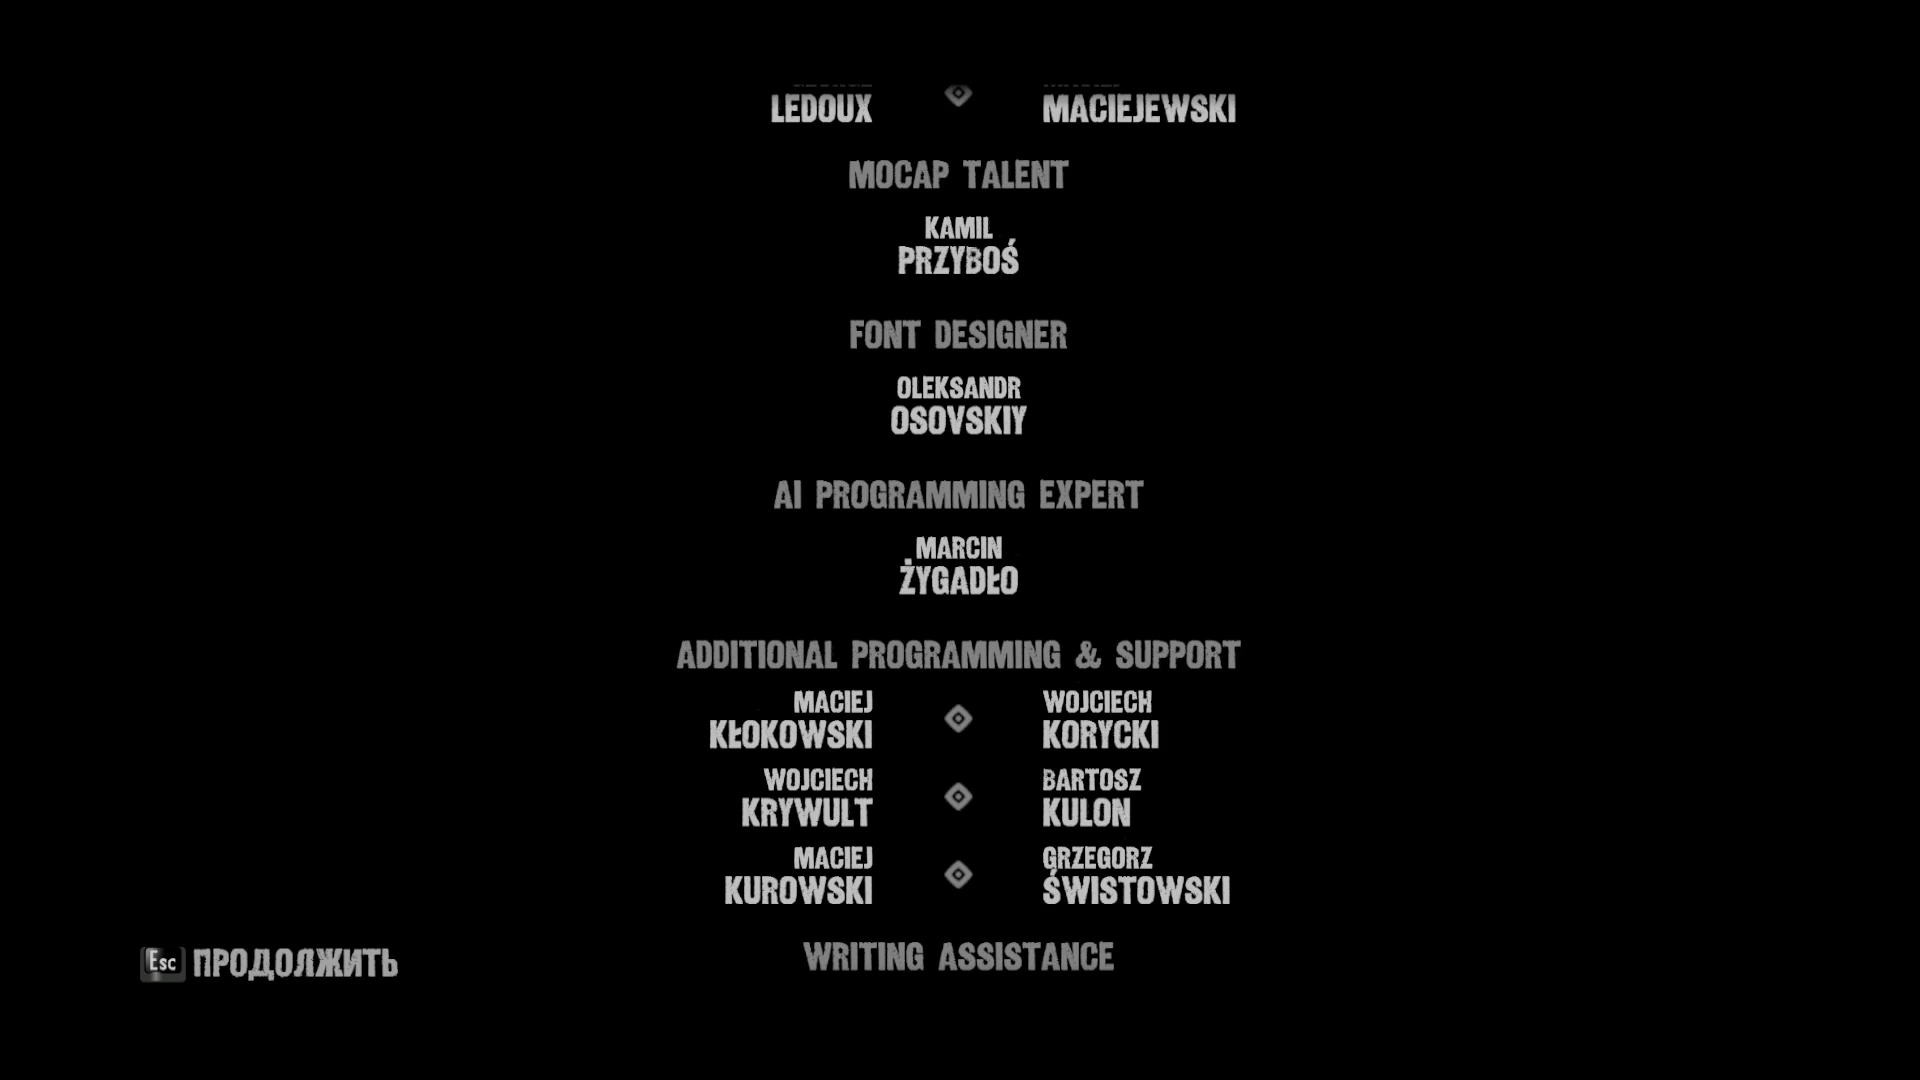 LEDOUX MACIEJEWSKI
MOCAP TALENT
KAMIL
PRZYBOŚ
FONT DESIGNER
OLEKSANDR
OSOVSKIY
AI PROGRAMMING EXPERT
MARCIN
ŻYGADŁO
ADDITIONAL PROGRAMMING & SUPPORT
MACIEJ WOJCIECH
KŁOKOWSKI KORYCKI
WOJCIECH BARTOSZ
KRYWULT KULON
MACIEJ GRZEGORZ
KUROWSKI ŚWISTOWSKI
WRITING ASSISTANCE
Esc ПРОДОЛЖИТЬ